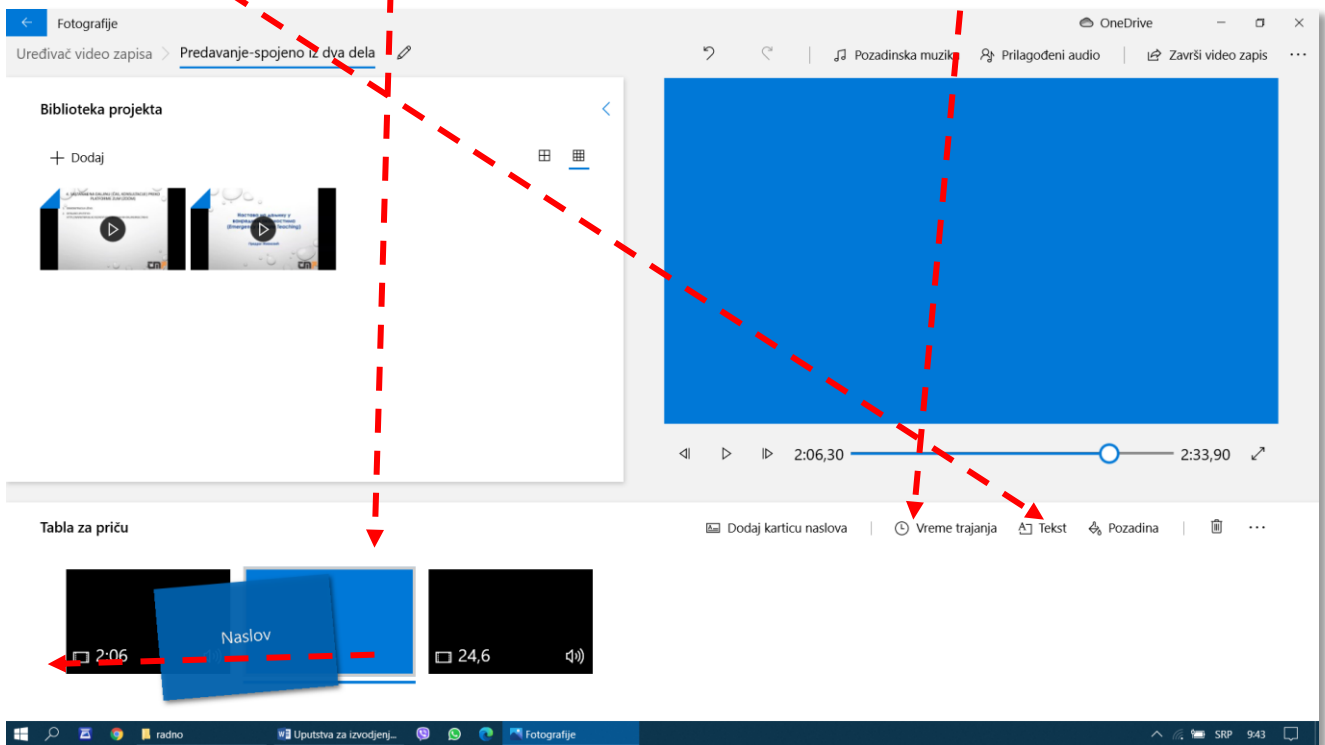 Fotografije
OneDrive
Uređivač video zapisa > Predavanje-spojeno iz dva dela
Pozadinska muzika
Prilagođeni audio
Završi video zapis
Biblioteka projekta
+ Dodaj
2:06,30
2:33,90
Tabla za priču
Dodaj karticu naslova
Vreme trajanja
Tekst
Pozadina
2:06
Naslov
24,6
radno
Uputstva za izvodjenj...
Fotografije
SRP
9:43